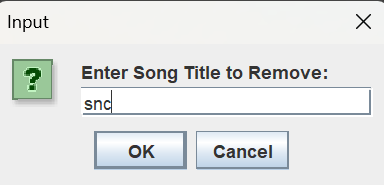 Input
Enter Song Title to Remove:
snc
OK
Cancel